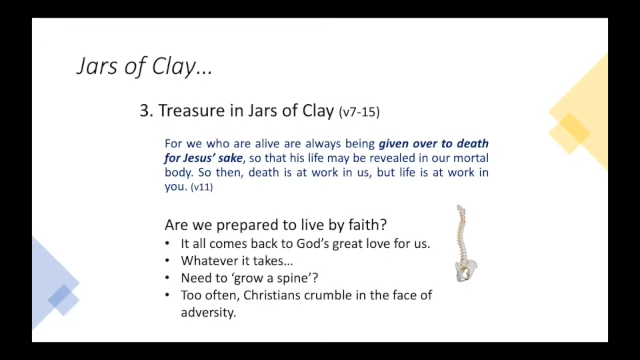 Jars of Clay…
3. Treasure in Jars of Clay (v7-15)
For we who are alive are always being given over to death
for Jesus’ sake, so that his life may be revealed in our mortal
body. So then, death is at work in us, but life is at work in
you. (v11)
Are we prepared to live by faith?
• It all comes back to God’s great love for us.
• Whatever it takes…
• Need to ‘grow a spine’?
• Too often, Christians crumble in the face of
adversity.